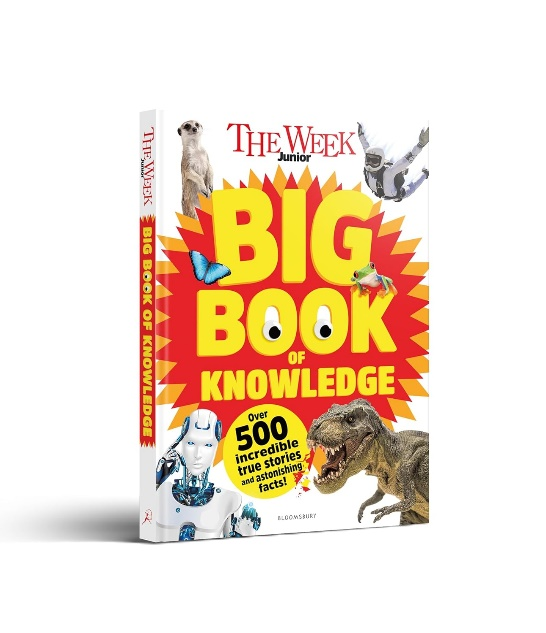 THE WEEK
Junior
BIG
BOOK
OF
KNOWLEDGE
Over
500
incredible
true stories
and astonishing
facts!
BLOOMSBURY
THE WEEK
Junior
BIG BOOK OF KNOWLEDGE